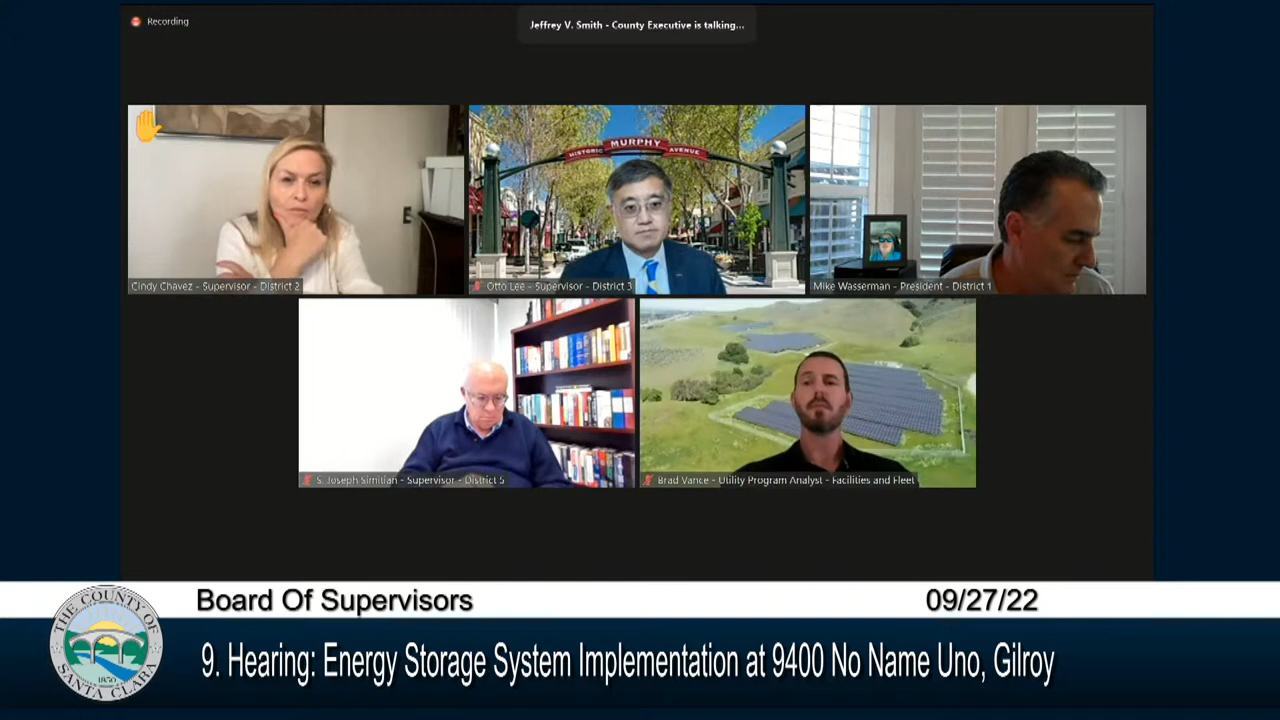 Recording
Jeffrey V. Smith - County Executive is talking...
HISTORIC MURPHY AVENUE
Cindy Chavez - Supervisor - District 2
Otto Lee - Supervisor - District 3
Mike Wasserman - President - District 1
S. Joseph Simitian - Supervisor - District 5
Brad Vance - Utility Program Analyst - Facilities and Fleet
Board Of Supervisors
09/27/22
THE COUNTY OF
SANTA CLARA
1850
9. Hearing: Energy Storage System Implementation at 9400 No Name Uno, Gilroy